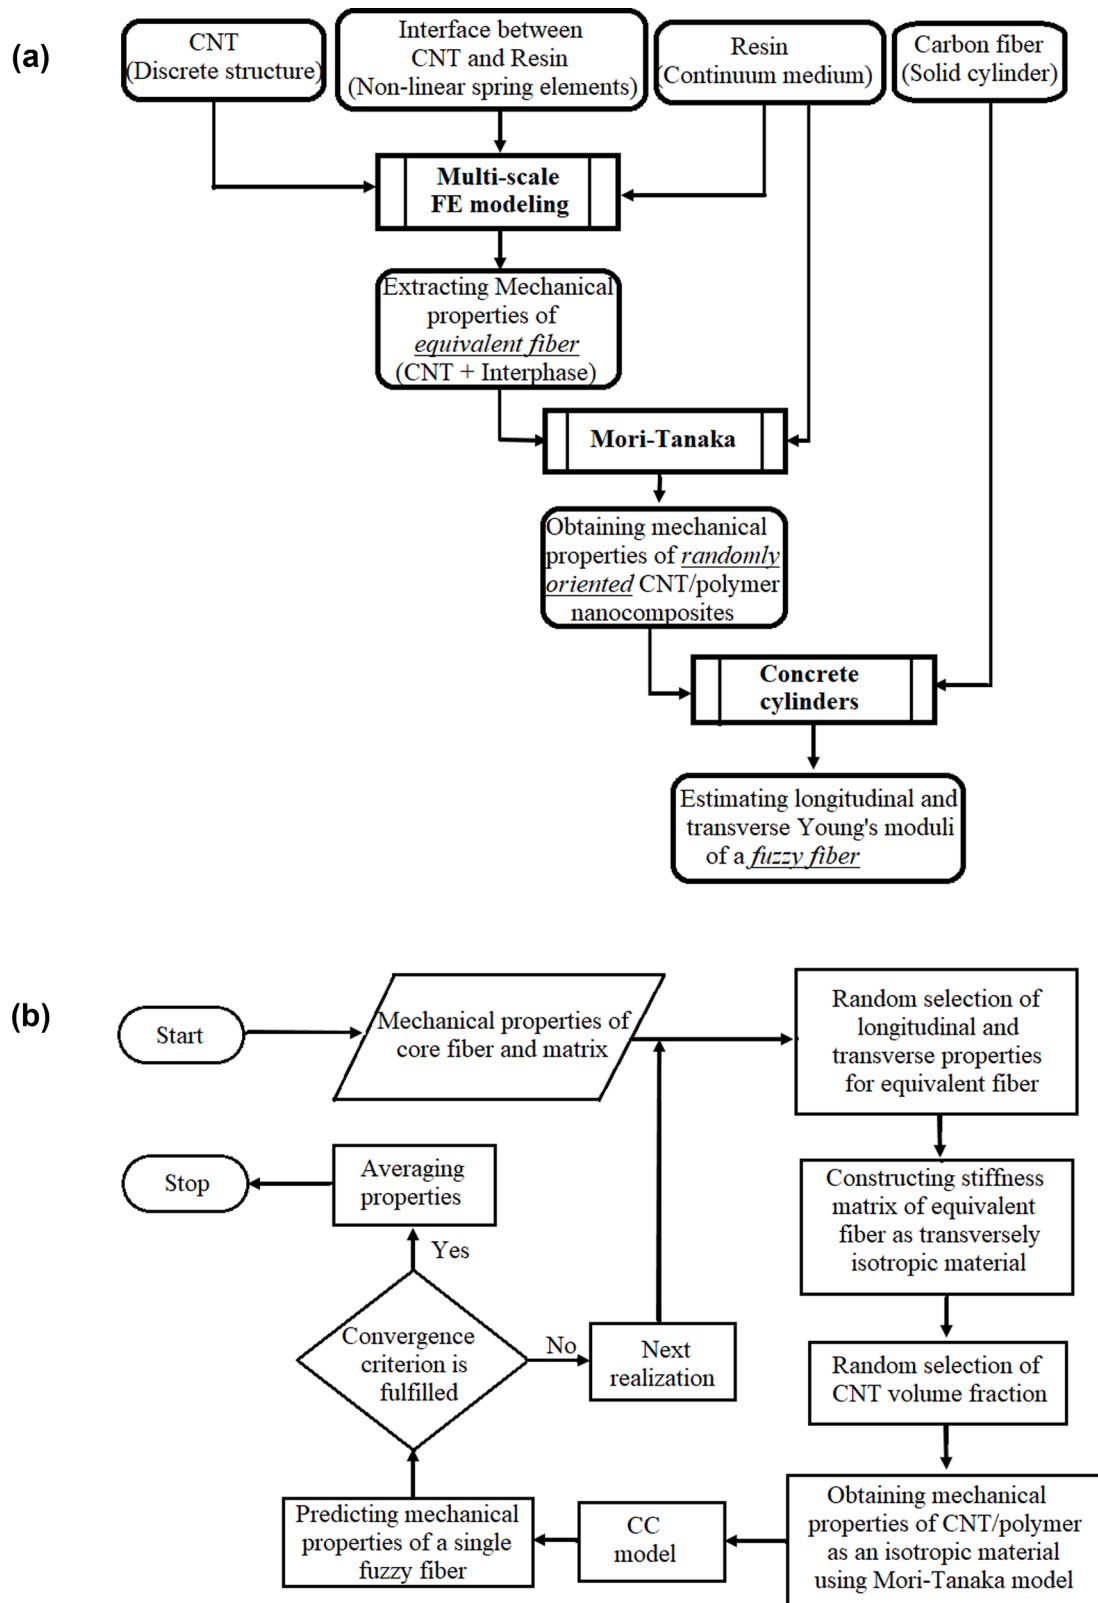 (a)
CNT
(Discrete structure)
Interface between
CNT and Resin
(Non-linear spring elements)
Resin
(Continuum medium)
Carbon fiber
(Solid cylinder)
Multi-scale
FE modeling
Extracting Mechanical
properties of
equivalent fiber
(CNT + Interphase)
Mori-Tanaka
Obtaining mechanical
properties of randomly
oriented CNT/polymer
nanocomposites
Concrete
cylinders
Estimating longitudinal and
transverse Young's moduli
of a fuzzy fiber
(b)
Start
Mechanical properties of
core fiber and matrix
Random selection of
longitudinal and
transverse properties
for equivalent fiber
Constructing stiffness
matrix of equivalent
fiber as transversely
isotropic material
Random selection of
CNT volume fraction
Obtaining mechanical
properties of CNT/polymer
as an isotropic material
using Mori-Tanaka model
CC
model
Predicting mechanical
properties of a single
fuzzy fiber
Convergence
criterion is
fulfilled
No
Next
realization
Yes
Averaging
properties
Stop